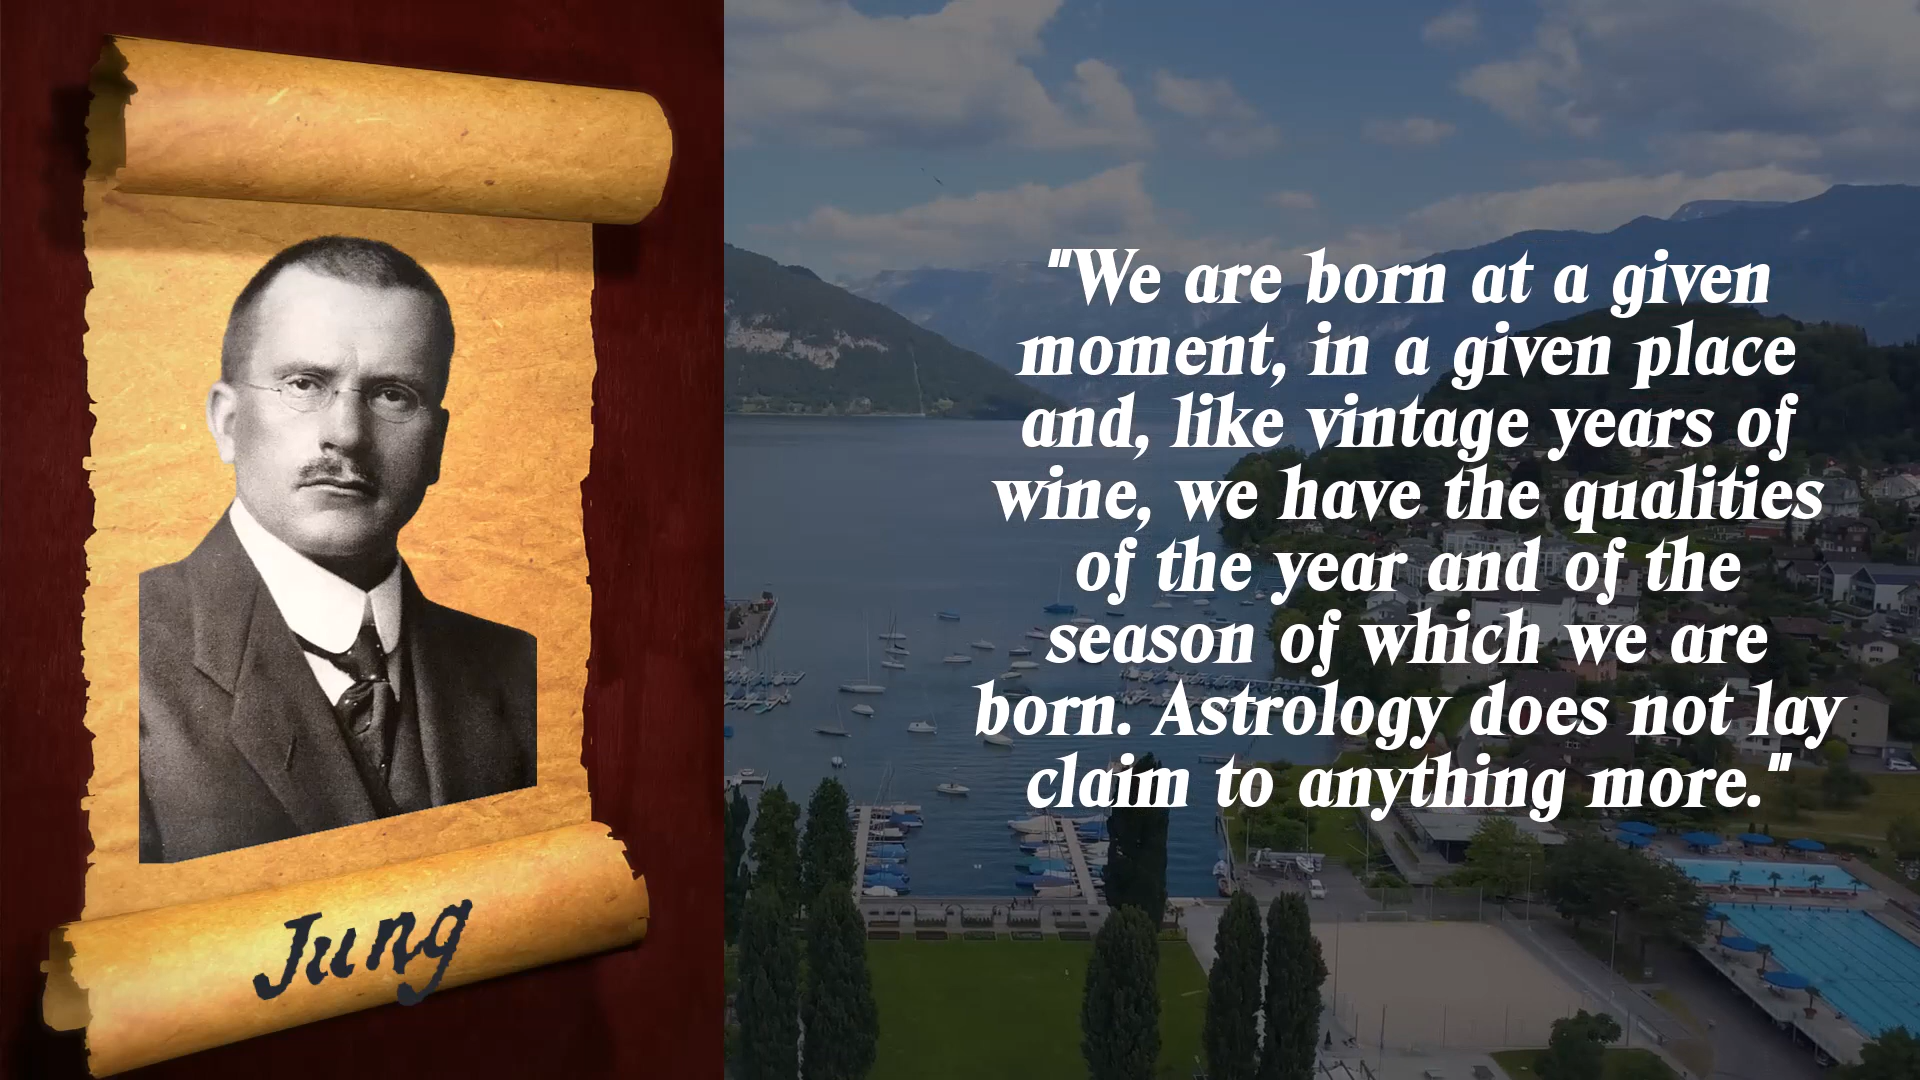 Jung
"We are born at a given
moment, in a given place
and, like vintage years of
wine, we have the qualities
of the year and of the
season of which we are
born. Astrology does not lay
claim to anything more."